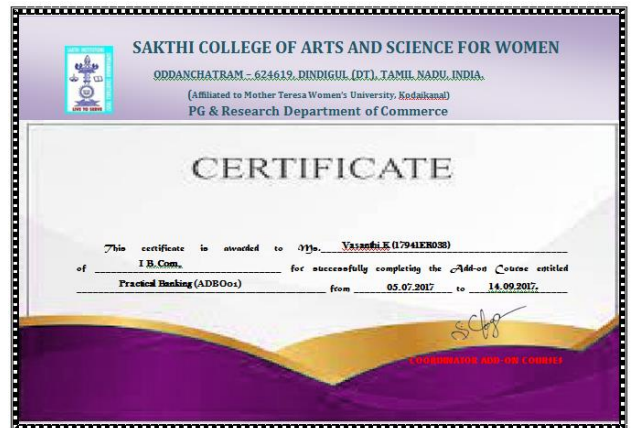 SAKTHI COLLEGE OF ARTS AND SCIENCE FOR WOMEN
ODDANCHATRAM – 624619, DINDIGUL (DT), TAMIL NADU, INDIA.
(Affiliated to Mother Teresa Women's University, Kodaikanal)
PG & Research Department of Commerce
CERTIFICATE
This certificate is awarded to Ms. Vasanthi.K (17941ER038)
of I B.Com., for successfully completing the Add-on Course entitled
Practical Banking (ADBO01) from 05.07.2017 to 14.09.2017.
COORDINATOR ADD-ON COURSES